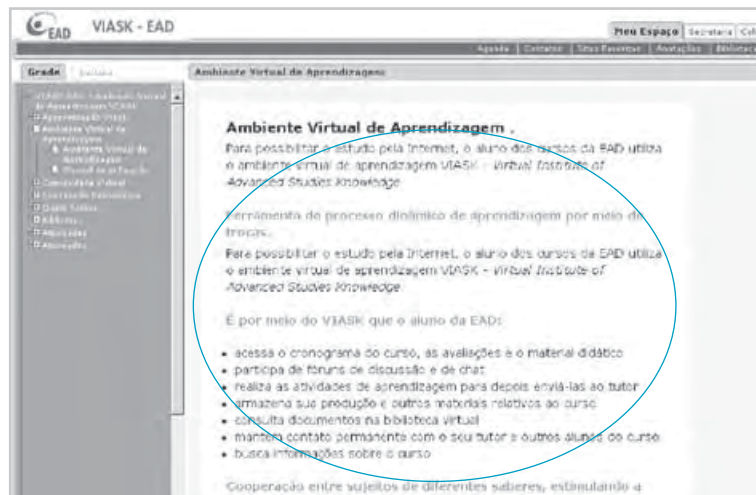 EAD VIASK - EAD
Meu Espaço Secretaria
Agenda | Contatos | Sites Favoritos | Anotações | Biblioteca
Grade
Ambiente Virtual de Aprendizagem
Ambiente Virtual de Aprendizagem .
Para possibilitar o estudo pela Internet, o aluno dos cursos da EAD utiliza
o ambiente virtual de aprendizagem VIASK - Virtual Institute of
Advanced Studies Knowledge
Ferramenta do processo dinâmico de aprendizagem por meio de
trocas.
Para possibilitar o estudo pela Internet, o aluno dos cursos da EAD utiliza
o ambiente virtual de aprendizagem VIASK - Virtual Institute of
Advanced Studies Knowledge
É por meio do VIASK que o aluno da EAD:
• acessa o cronograma do curso, as avaliações e o material didático
• participa de fóruns de discussão e de chat
• realiza as atividades de aprendizagem para depois enviá-las ao tutor
• armazena sua produção e outros materiais relativos ao curso
• consulta documentos na biblioteca virtual
• mantém contato permanente com o seu tutor e outros alunos do curso
• busca informações sobre o curso
Cooperação entre sujeitos de diferentes saberes, estimulando a